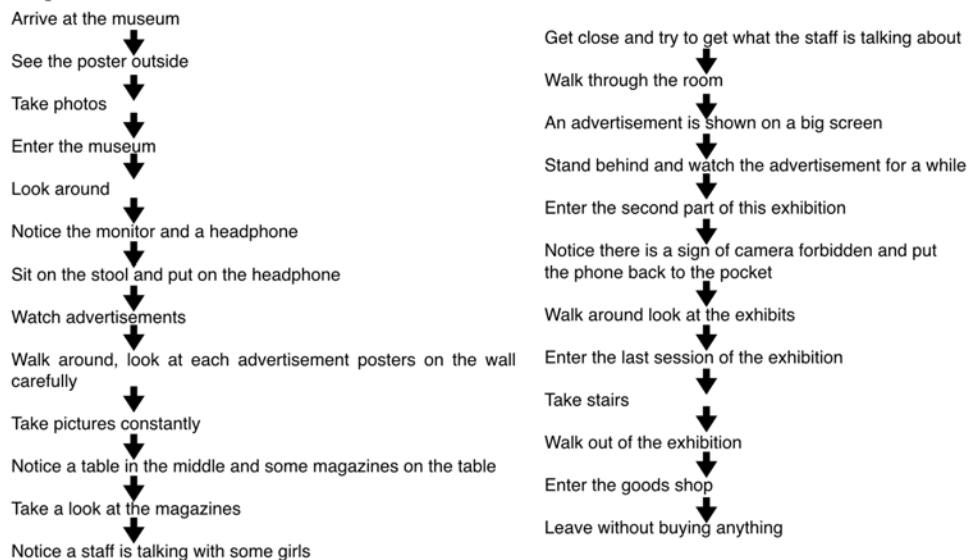 Arrive at the museum
See the poster outside
Take photos
Enter the museum
Look around
Notice the monitor and a headphone
Sit on the stool and put on the headphone
Watch advertisements
Walk around, look at each advertisement posters on the wall
carefully
Take pictures constantly
Notice a table in the middle and some magazines on the table
Take a look at the magazines
Notice a staff is talking with some girls
Get close and try to get what the staff is talking about
Walk through the room
An advertisement is shown on a big screen
Stand behind and watch the advertisement for a while
Enter the second part of this exhibition
Notice there is a sign of camera forbidden and put
the phone back to the pocket
Walk around look at the exhibits
Enter the last session of the exhibition
Take stairs
Walk out of the exhibition
Enter the goods shop
Leave without buying anything